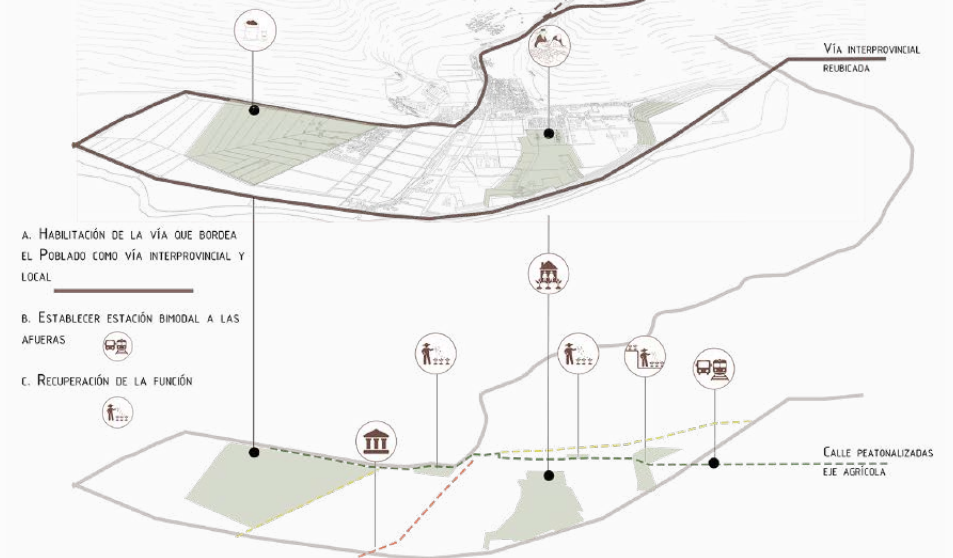 VÍA INTERPROVINCIAL
REUBICADA
A. HABILITACIÓN DE LA VÍA QUE BORDEA
EL POBLADO COMO VÍA INTERPROVINCIAL Y
LOCAL
B. ESTABLECER ESTACIÓN BIMODAL A LAS
AFUERAS
C. RECUPERACIÓN DE LA FUNCIÓN
CALLE PEATONALIZADAS
EJE AGRÍCOLA